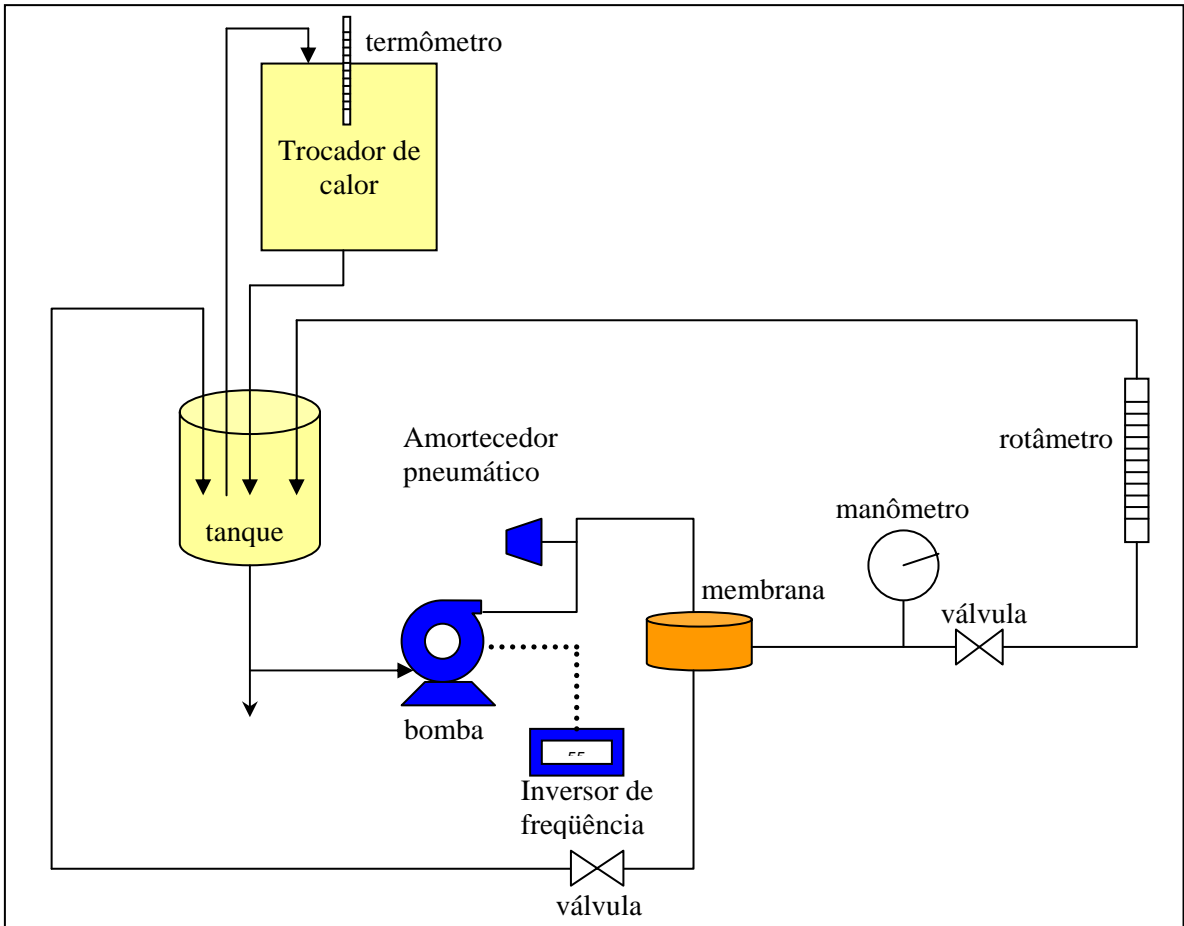 termômetro
Trocador de
calor
Amortecedor
pneumático
rotâmetro
manômetro
tanque
membrana
válvula
bomba
Inversor de
freqüência
válvula